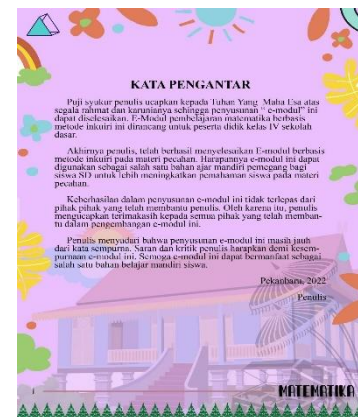 KATA PENGANTAR
Puji syukur penulis ucapkan kepada Tuhan Yang Maha Esa atas
segala rahmat dan karunianya sehingga penyusunan " e-modul" ini
dapat diselesaikan. E-Modul pembelajaran matematika berbasis
metode inkuiri ini dirancang untuk peserta didik kelas IV sekolah
dasar.
Akhirnya penulis, telah berhasil menyelesaikan E-modul berbasis
metode inkuiri pada materi pecahan. Harapannya e-modul ini dapat
digunakan sebagai salah satu bahan ajar mandiri pemegang bagi
siswa SD untuk lebih meningkatkan pemahaman siswa pada materi
pecahan.
Keberhasilan dalam penyusunan e-modul ini tidak terlepas dari
pihak pihak yang telah membantu penulis. Oleh karena itu, penulis
mengucapkan terimakasih kepada semua pihak yang telah memban-
tu dalam pengembangan e-modul ini.
Penulis menyadari bahwa penyusunan e-modul ini masih jauh
dari kata sempurna. Saran dan kritik penulis harapkan demi kesem-
purnaan e-modul ini. Semoga e-modul ini dapat bermanfaat sebagai
salah satu bahan belajar mandiri siswa.
Pekanbaru, 2022
Penulis
MATEMATIKA